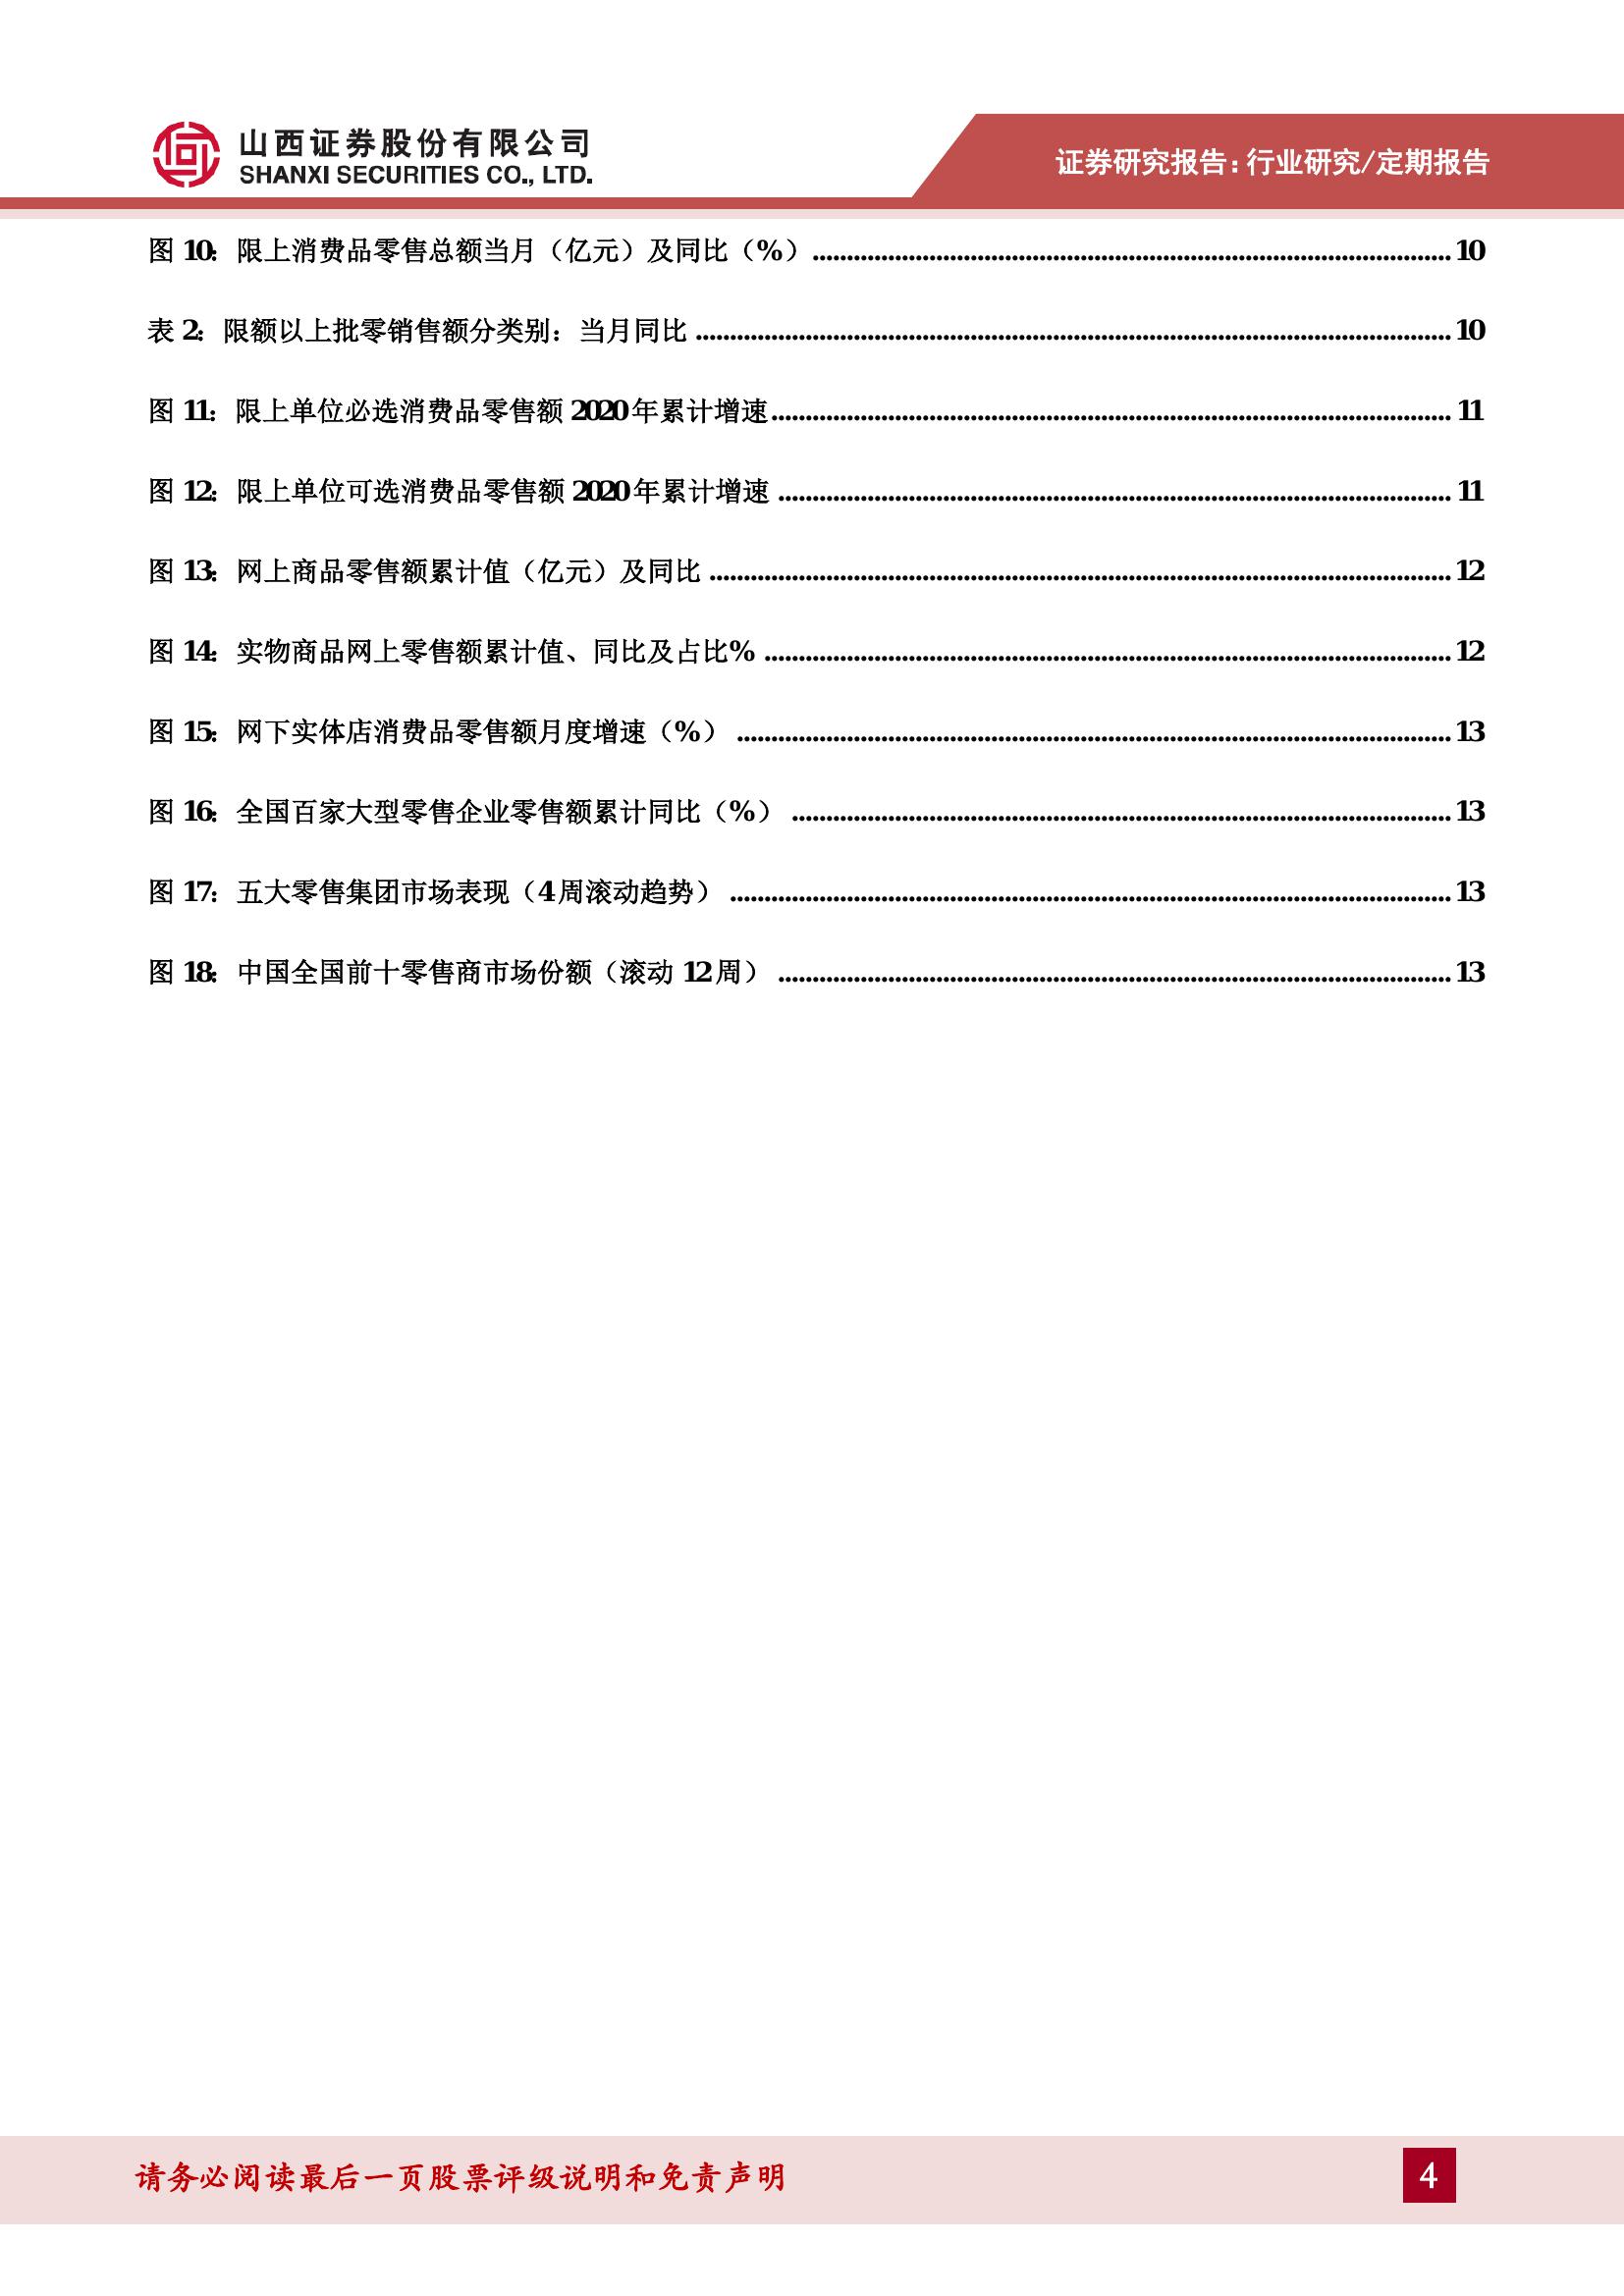 山西证券股份有限公司
SHANXI SECURITIES CO., LTD.
证券研究报告：行业研究/定期报告
图 10：限上消费品零售总额当月（亿元）及同比（%）........10
表 2：限额以上批零销售额分类别：当月同比........10
图 11：限上单位必选消费品零售额 2020 年累计增速........11
图 12：限上单位可选消费品零售额 2020 年累计增速........11
图 13：网上商品零售额累计值（亿元）及同比........12
图 14：实物商品网上零售额累计值、同比及占比%........12
图 15：网下实体店消费品零售额月度增速（%）........13
图 16：全国百家大型零售企业零售额累计同比（%）........13
图 17：五大零售集团市场表现（4 周滚动趋势）........13
图 18：中国全国前十零售商市场份额（滚动 12 周）........13
请务必阅读最后一页股票评级说明和免责声明
4